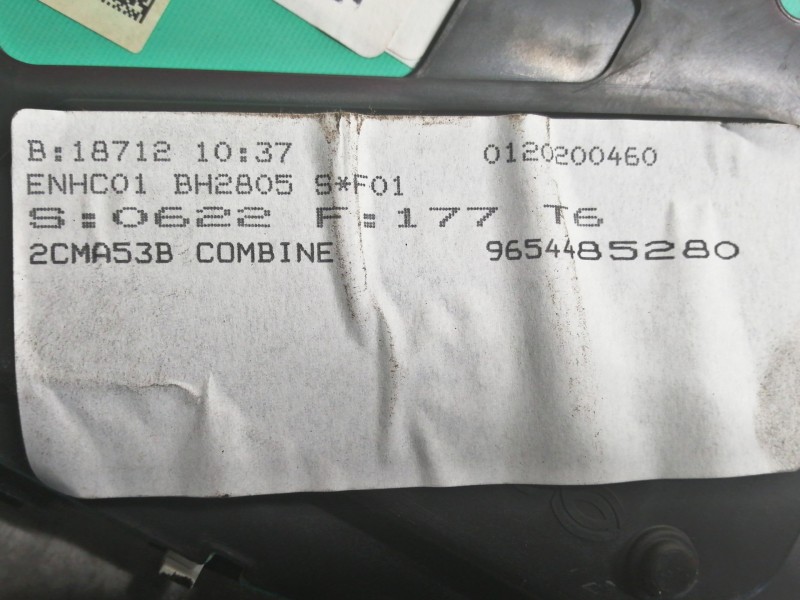 B:18712 10:37 0120200460
ENHC01 BH2805 S*F01
S:0622 F:177 T6
2CMA53B COMBINE 9654485280